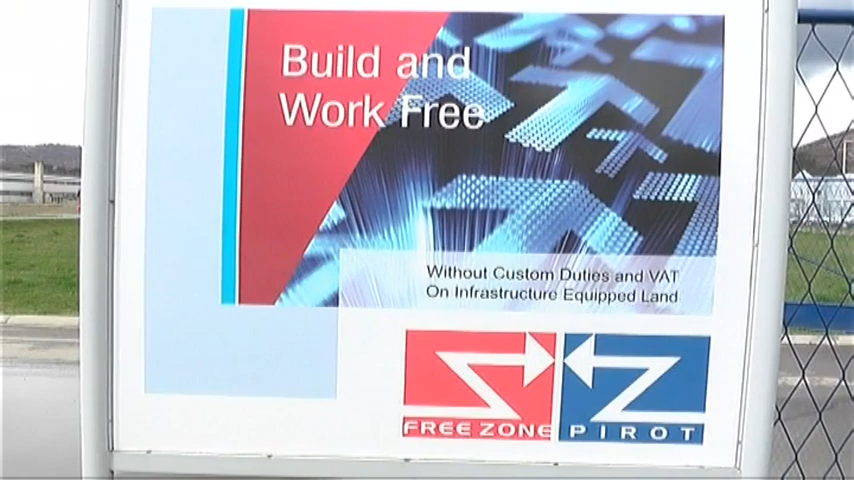 Build and
Work Free
Without Custom Duties and VAT
On Infrastructure Equipped Land
FREE ZONE
PIROT